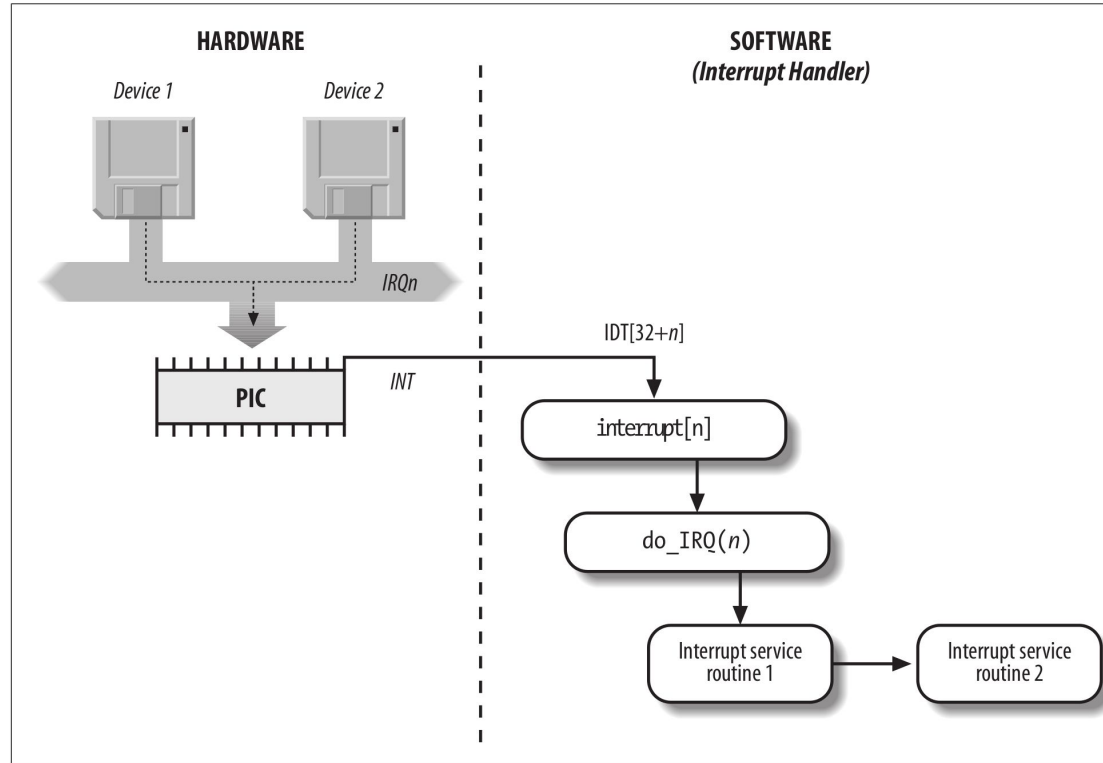 HARDWARE
SOFTWARE
(Interrupt Handler)
Device 1
Device 2
IRQn
IDT[32+n]
INT
PIC
interrupt[n]
do_IRQ(n)
Interrupt service
routine 1
Interrupt service
routine 2